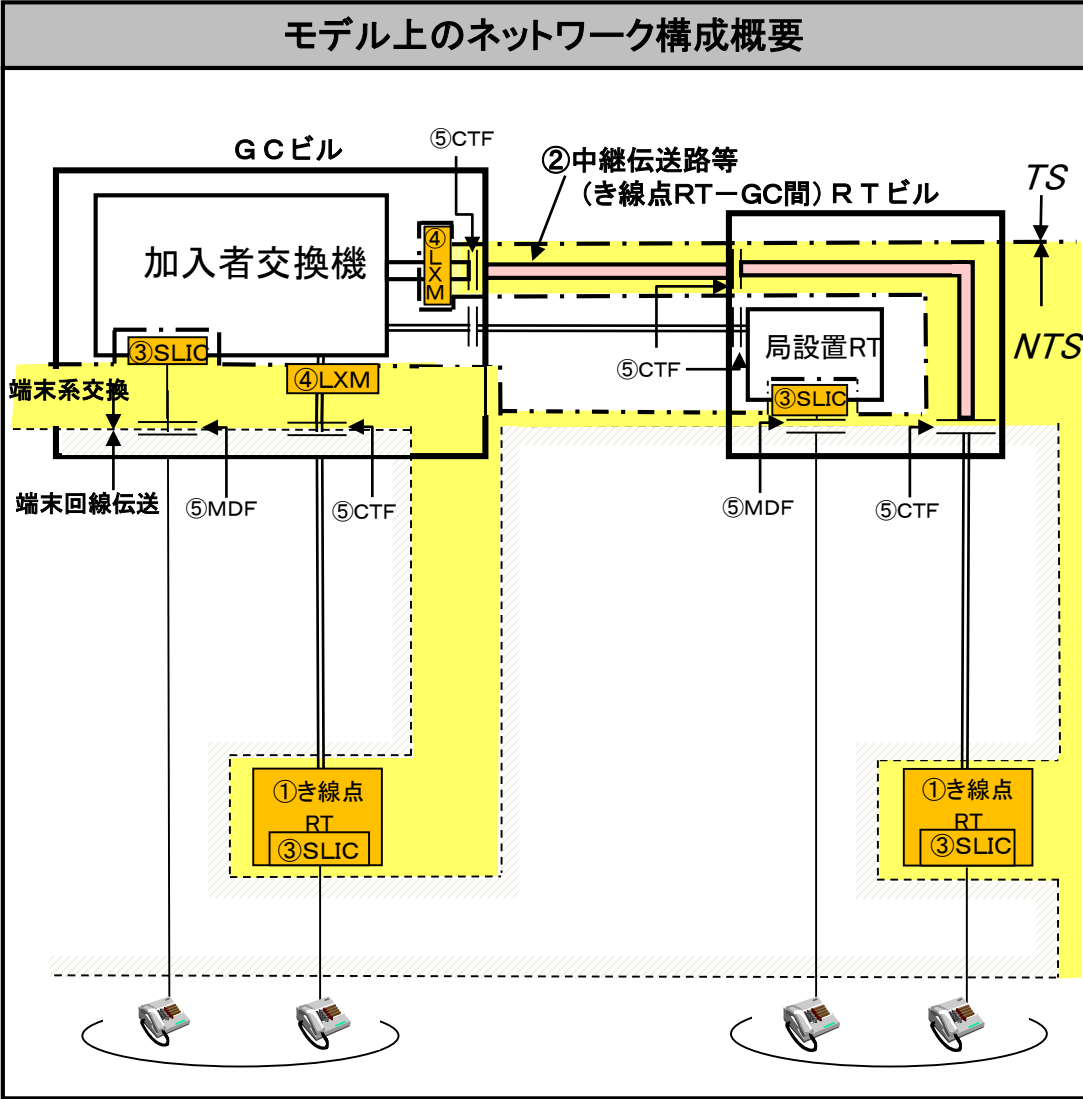 モデル上のネットワーク構成概要
GCビル
⑤CTF
②中継伝送路等
(き線点RT-GC間)
RTビル
TS
NTS
加入者交換機
④LXM
③SLIC
④LXM
⑤CTF
局設置RT
③SLIC
端末系交換
端末回線伝送
⑤MDF
⑤CTF
⑤MDF
⑤CTF
①き線点
RT
③SLIC
①き線点
RT
③SLIC